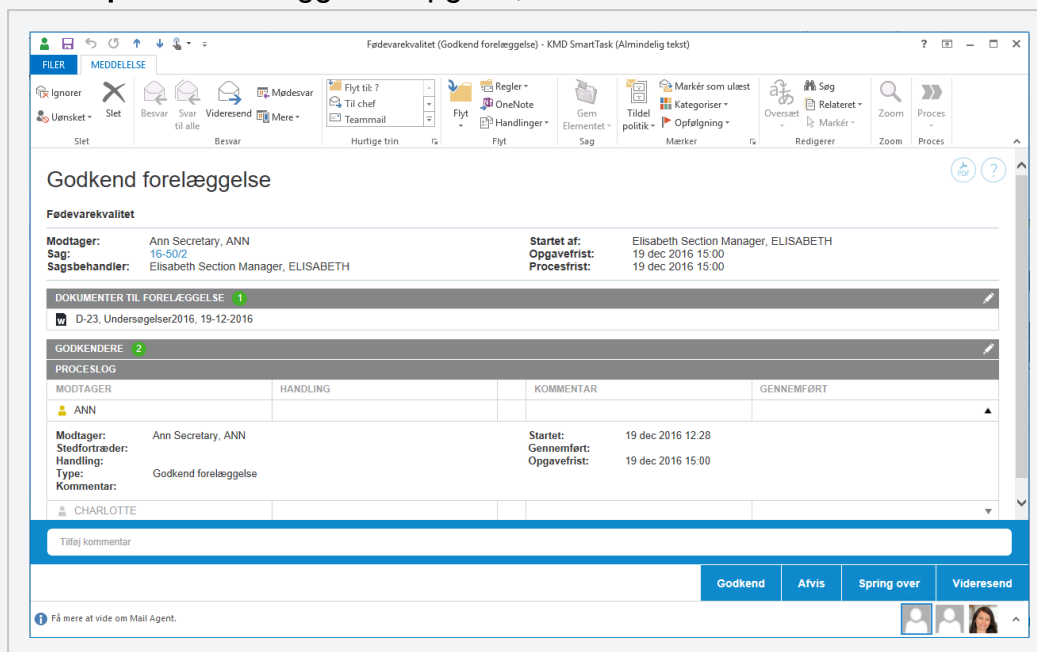 Fødevarekvalitet (Godkend forelæggelse) - KMD SmartTask (Almindelig tekst)
FILER MEDDELELSE
Ignorer
Uønsket
Slet
Slet
Besvar
Svar til alle
Videresend
Mødesvar
Mere
Besvar
Flyt til: ?
Til chef
Teammail
Hurtige trin
Flyt
Regler
OneNote
Handlinger
Flyt
Gem
Elementet
Sag
Tildel
politik
Markér som ulæst
Kategoriser
Opfølgning
Mærker
Oversæt
Søg
Relateret
Markér
Redigerer
Zoom
Zoom
Proces
Proces
Godkend forelæggelse
PDF ?
Fødevarekvalitet
Modtager: Ann Secretary, ANN Startet af: Elisabeth Section Manager, ELISABETH
Sag: 16-50/2 Opgavefrist: 19 dec 2016 15:00
Sagsbehandler: Elisabeth Section Manager, ELISABETH Procesfrist: 19 dec 2016 15:00
DOKUMENTER TIL FORELÆGGELSE 1
D-23, Undersøgelser2016, 19-12-2016
GODKENDERE 2
PROCESLOG
MODTAGER HANDLING KOMMENTAR GENNEMFØRT
ANN
Modtager: Ann Secretary, ANN Startet: 19 dec 2016 12:28
Stedfortræder: Gennemført:
Handling: Opgavefrist: 19 dec 2016 15:00
Type: Godkend forelæggelse
Kommentar:
CHARLOTTE
Tilføj kommentar
Godkend Afvis Spring over Videresend
Få mere at vide om Mail Agent.